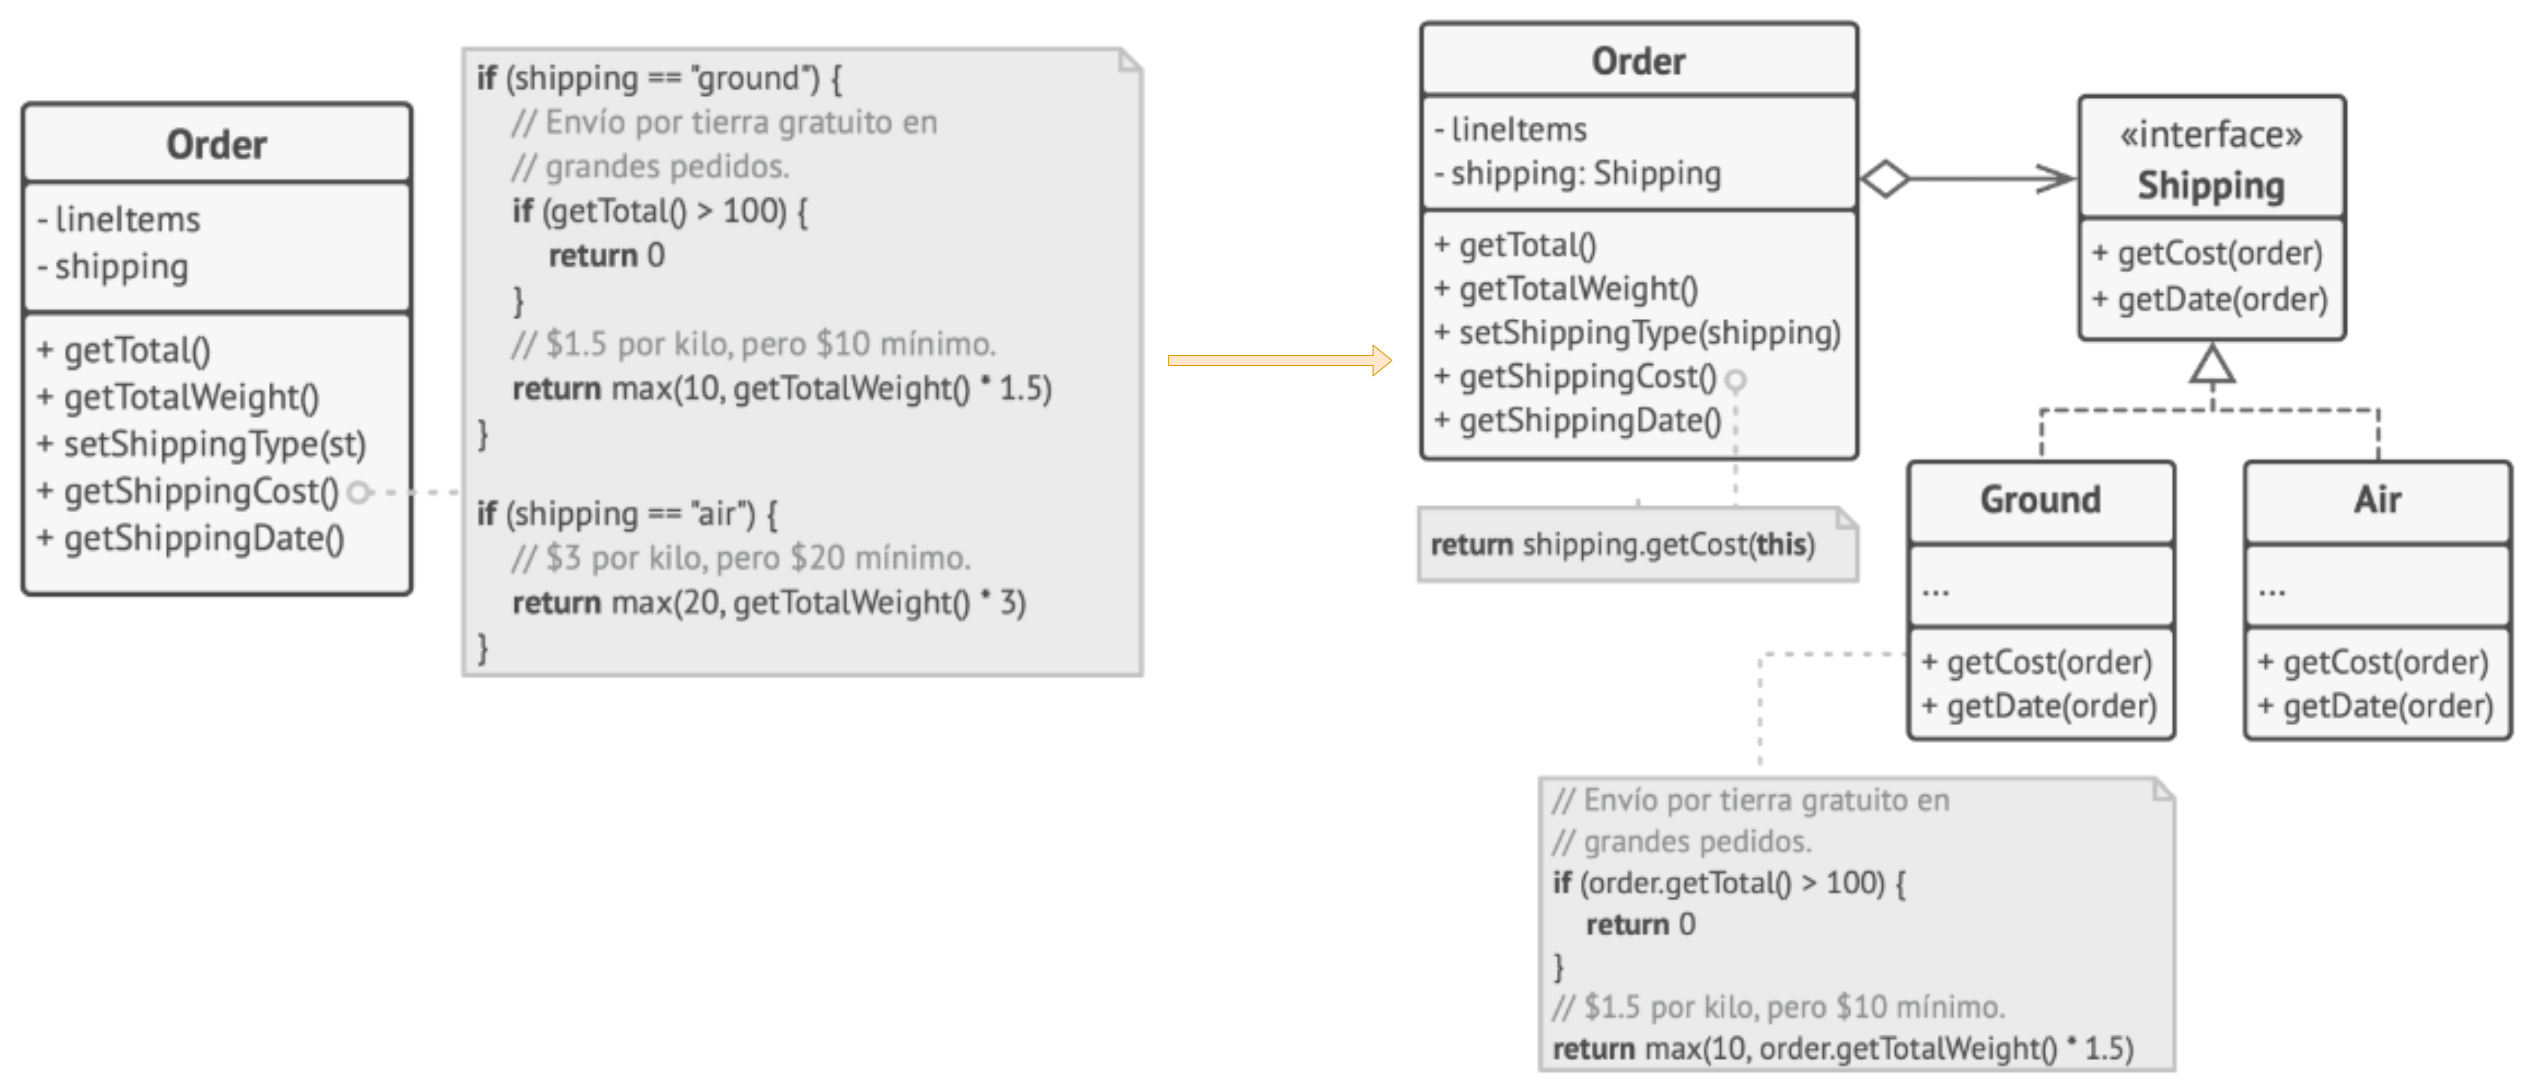 Order
- lineItems
- shipping
+ getTotal()
+ getTotalWeight()
+ setShippingType(st)
+ getShippingCost()
+ getShippingDate()
if (shipping == "ground") {
// Envío por tierra gratuito en
// grandes pedidos.
if (getTotal() > 100) {
return 0
}
// $1.5 por kilo, pero $10 mínimo.
return max(10, getTotalWeight() * 1.5)
}
if (shipping == "air") {
// $3 por kilo, pero $20 mínimo.
return max(20, getTotalWeight() * 3)
}
Order
- lineItems
- shipping: Shipping
+ getTotal()
+ getTotalWeight()
+ setShippingType(shipping)
+ getShippingCost()
+ getShippingDate()
return shipping.getCost(this)
«interface»
Shipping
+ getCost(order)
+ getDate(order)
Ground
...
+ getCost(order)
+ getDate(order)
Air
...
+ getCost(order)
+ getDate(order)
// Envío por tierra gratuito en
// grandes pedidos.
if (order.getTotal() > 100) {
return 0
}
// $1.5 por kilo, pero $10 mínimo.
return max(10, order.getTotalWeight() * 1.5)